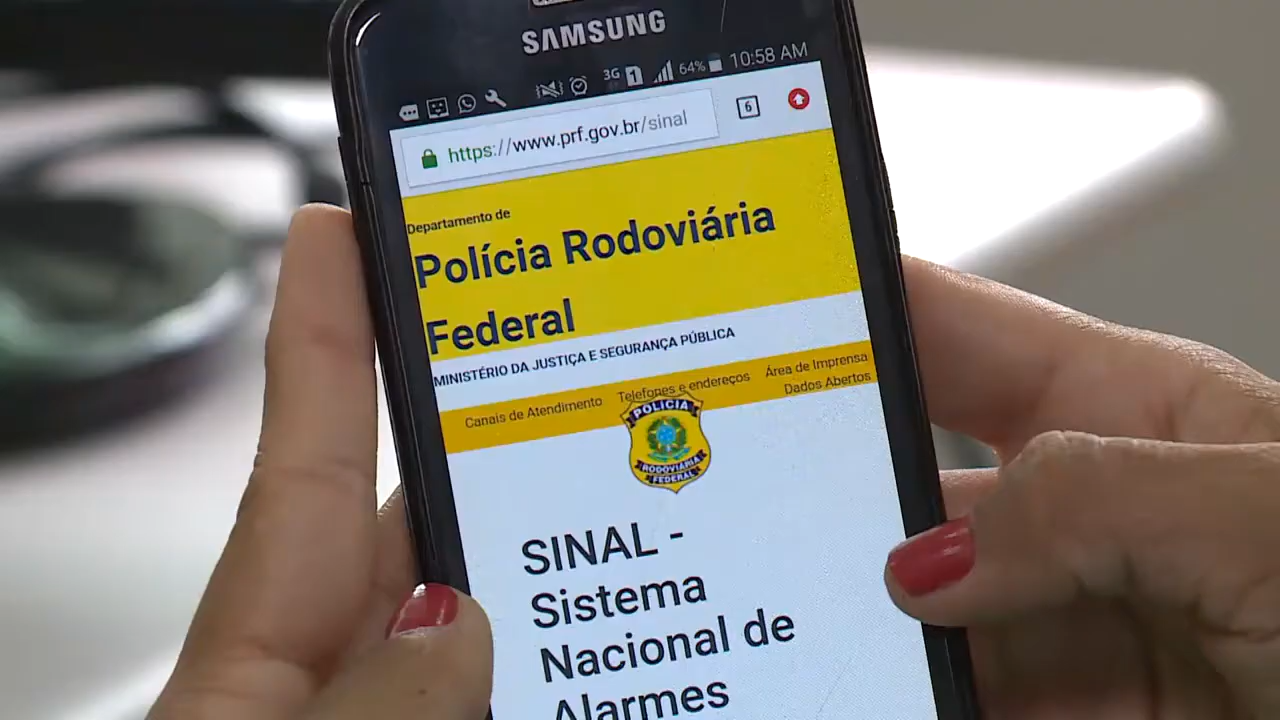 SAMSUNG
3G 1 64% 10:58 AM
https://www.prf.gov.br/sinal
6
Departamento de
Polícia Rodoviária
Federal
MINISTÉRIO DA JUSTIÇA E SEGURANÇA PÚBLICA
Canais de Atendimento Telefones e endereços Área de Imprensa
Dados Abertos
POLÍCIA
RODOVIÁRIA
FEDERAL
SINAL -
Sistema
Nacional de
Alarmes